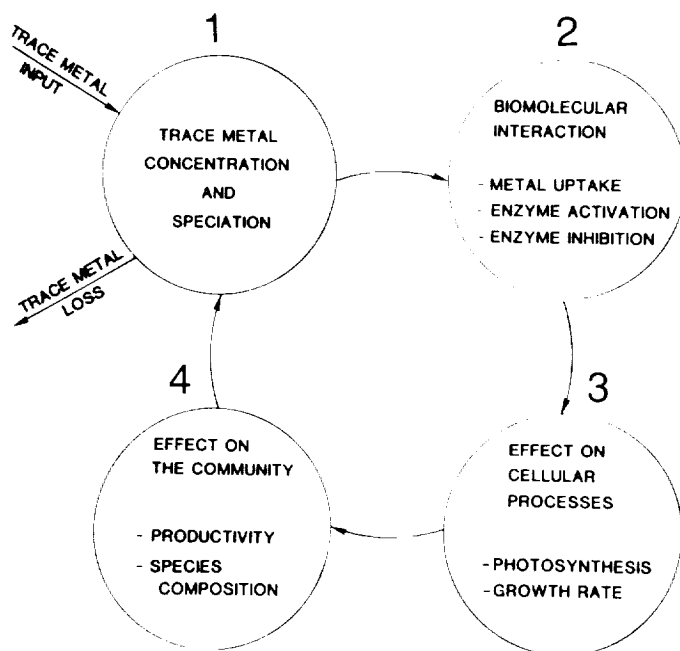 1
TRACE METAL
INPUT
TRACE METAL
CONCENTRATION
AND
SPECIATION
TRACE METAL
LOSS
2
BIOMOLECULAR
INTERACTION
- METAL UPTAKE
- ENZYME ACTIVATION
- ENZYME INHIBITION
3
EFFECT ON
CELLULAR
PROCESSES
- PHOTOSYNTHESIS
- GROWTH RATE
4
EFFECT ON
THE COMMUNITY
- PRODUCTIVITY
- SPECIES
COMPOSITION